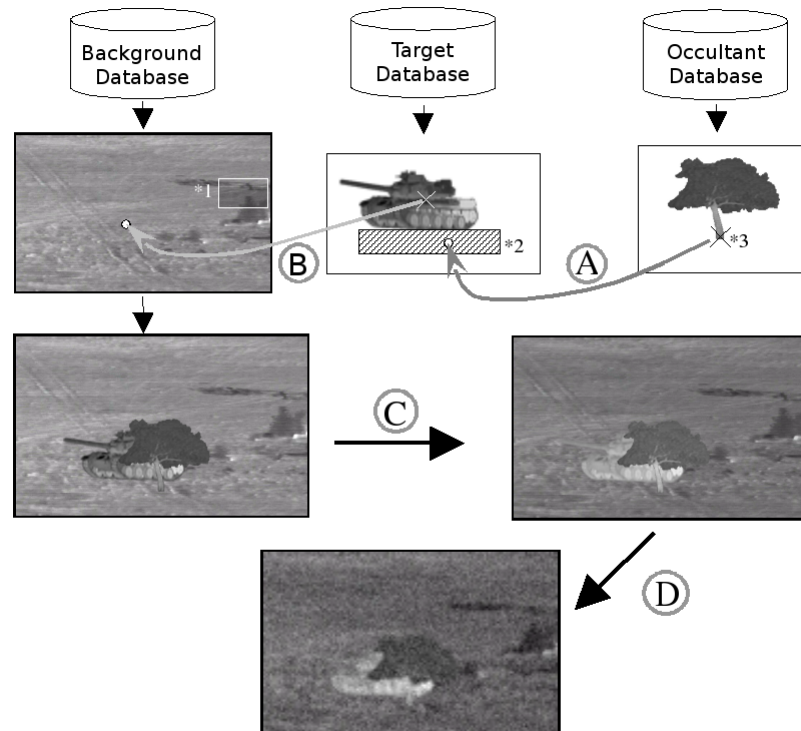 Background
Database
Target
Database
Occultant
Database
*1
B
*2
A
*3
C
D